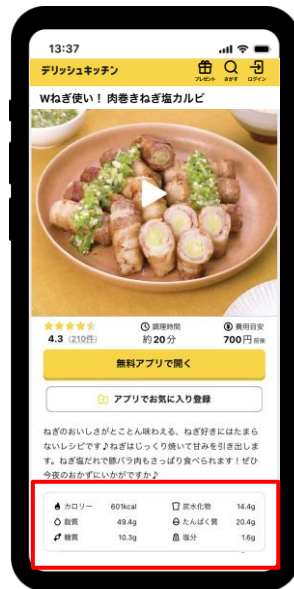 13:37
デリッシュキッチン
プレゼント さがす ログイン
Wねぎ使い！肉巻きねぎ塩カルビ
4.3 (210件)
調理時間
約20分
費用目安
700円前後
無料アプリで開く
アプリでお気に入り登録
ねぎのおいしさがとことん味わえる、ねぎ好きにはたまら
ないレシピです♪ねぎはじっくり焼いて甘みを引き出しま
す。ねぎ塩だれで豚バラ肉もさっぱり食べられます！ぜひ
今夜のおかずにいかがですか♪
カロリー 601kcal 炭水化物 14.4g
脂質 49.4g たんぱく質 20.4g
糖質 10.3g 塩分 1.6g